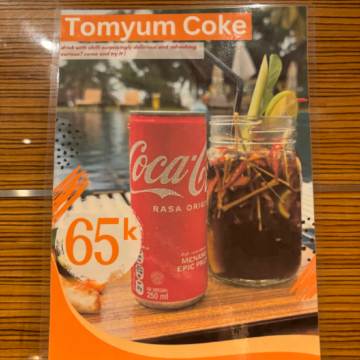 Tomyum Coke
drink with chilli surprisingly delicious and refreshing
curious? come and try it !
Coca-C
RASA ORIGI
65k
MENANG
250 ml